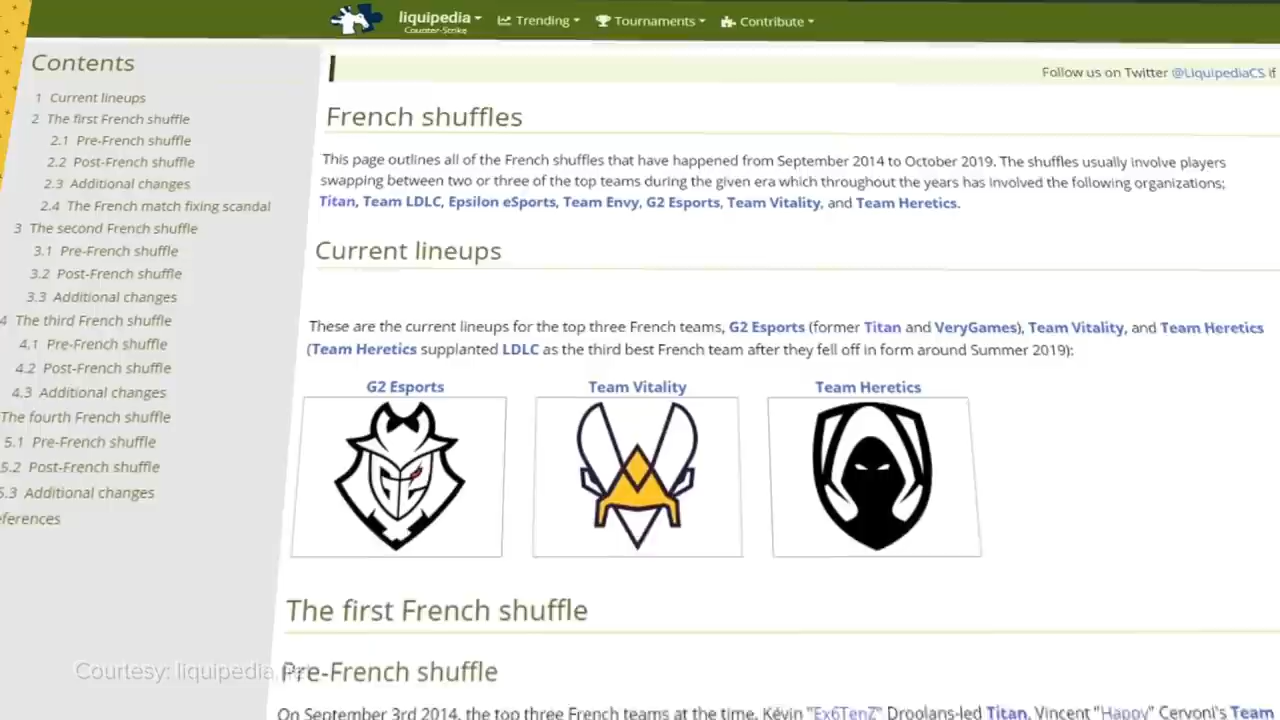 liquipedia
Counter-Strike
Trending
Tournaments
Contribute
Contents
1 Current lineups
2 The first French shuffle
2.1 Pre-French shuffle
2.2 Post-French shuffle
2.3 Additional changes
2.4 The French match fixing scandal
3 The second French shuffle
3.1 Pre-French shuffle
3.2 Post-French shuffle
3.3 Additional changes
4 The third French shuffle
4.1 Pre-French shuffle
4.2 Post-French shuffle
4.3 Additional changes
The fourth French shuffle
5.1 Pre-French shuffle
5.2 Post-French shuffle
5.3 Additional changes
eferences
Follow us on Twitter @LiquipediaCS if
French shuffles
This page outlines all of the French shuffles that have happened from September 2014 to October 2019. The shuffles usually involve players
swapping between two or three of the top teams during the given era which throughout the years has involved the following organizations;
Titan, Team LDLC, Epsilon eSports, Team Envy, G2 Esports, Team Vitality, and Team Heretics.
Current lineups
These are the current lineups for the top three French teams, G2 Esports (former Titan and VeryGames), Team Vitality, and Team Heretics
(Team Heretics supplanted LDLC as the third best French team after they fell off in form around Summer 2019):
G2 Esports
Team Vitality
Team Heretics
The first French shuffle
Pre-French shuffle
On September 3rd 2014, the top three French teams at the time, Kévin "Ex6TenZ" Droolans-led Titan, Vincent "Happy" Cervoni's Team
Courtesy: liquipedia.net